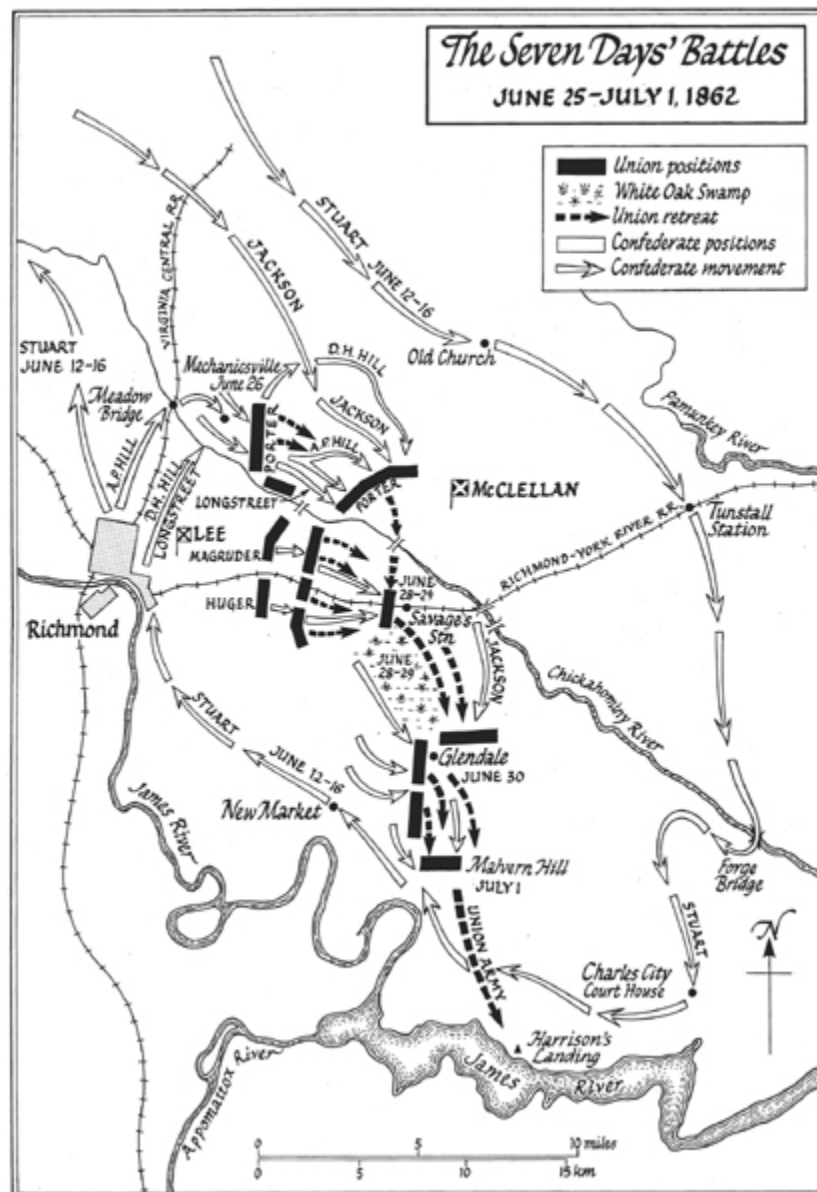 The Seven Days' Battles
JUNE 25–JULY 1, 1862
Union positions
White Oak Swamp
Union retreat
Confederate positions
Confederate movement
VIRGINIA CENTRAL RR
JACKSON
STUART
JUNE 12-16
Old Church
STUART
JUNE 12-16
Meadow
Bridge
Mechanicsville
June 26
D.H. HILL
JACKSON
A.P. HILL
PORTER
A.P. HILL
D.H. HILL
LONGSTREET
LONGSTREET
PORTER
McCLELLAN
Pamunkey River
Tunstall
Station
RICHMOND-YORK RIVER RR.
LEE
MAGRUDER
HUGER
Richmond
JUNE
28-29
Savage's
Stn
JUNE
28-29
JACKSON
Chickahominy River
STUART
JUNE 12-16
New Market
James River
Glendale
JUNE 30
Malvern Hill
JULY 1
UNION ARMY
Forge
Bridge
STUART
Charles City
Court House
N
Harrison's
Landing
James River
Appomattox River
0 5 10 miles
0 5 10 15 km